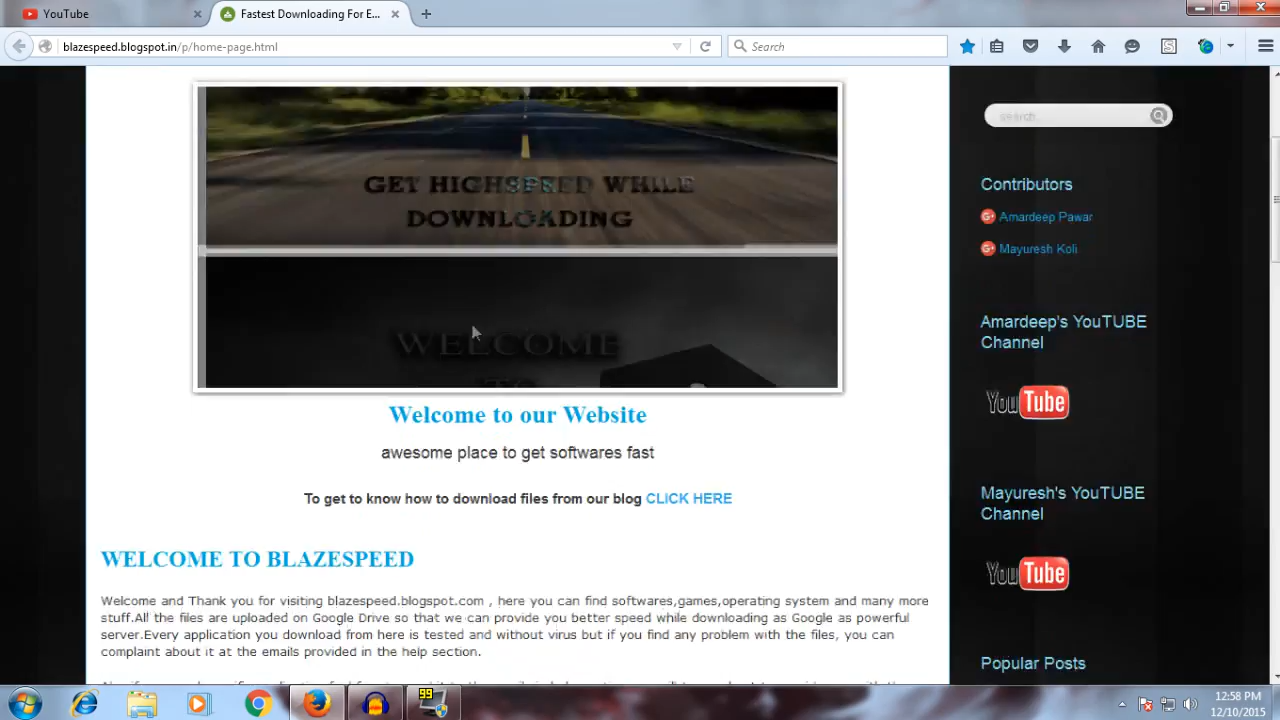 YouTube
Fastest Downloading For E...
blazespeed.blogspot.in/p/home-page.html
Search
GET HIGHSPEED WHILE
DOWNLOADING
WELCOME
TO
Welcome to our Website
awesome place to get softwares fast
To get to know how to download files from our blog CLiCK HERE
WELCOME TO BLAZESPEED
Welcome and Thank you for visiting blazespeed.blogspot.com , here you can find softwares,games,operating system and many more
stuff.All the files are uploaded on Google Drive so that we can provide you better speed while downloading as Google as powerful
server.Every application you download from here is tested and without virus but if you find any problem with the files, you can
complaint about it at the emails provided in the help section.
search...
Contributors
Amardeep Pawar
Mayuresh Koli
Amardeep's YouTUBE
Channel
YouTube
Mayuresh's YouTUBE
Channel
YouTube
Popular Posts
99
12:58 PM
12/10/2015